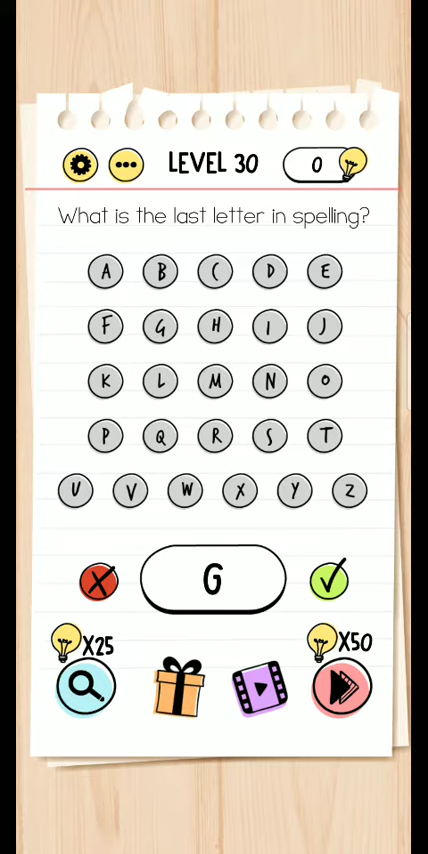 LEVEL 30
0
What is the last letter in spelling?
A B C D E
F G H I J
K L M N O
P Q R S T
U V W X Y Z
G
X25
X50